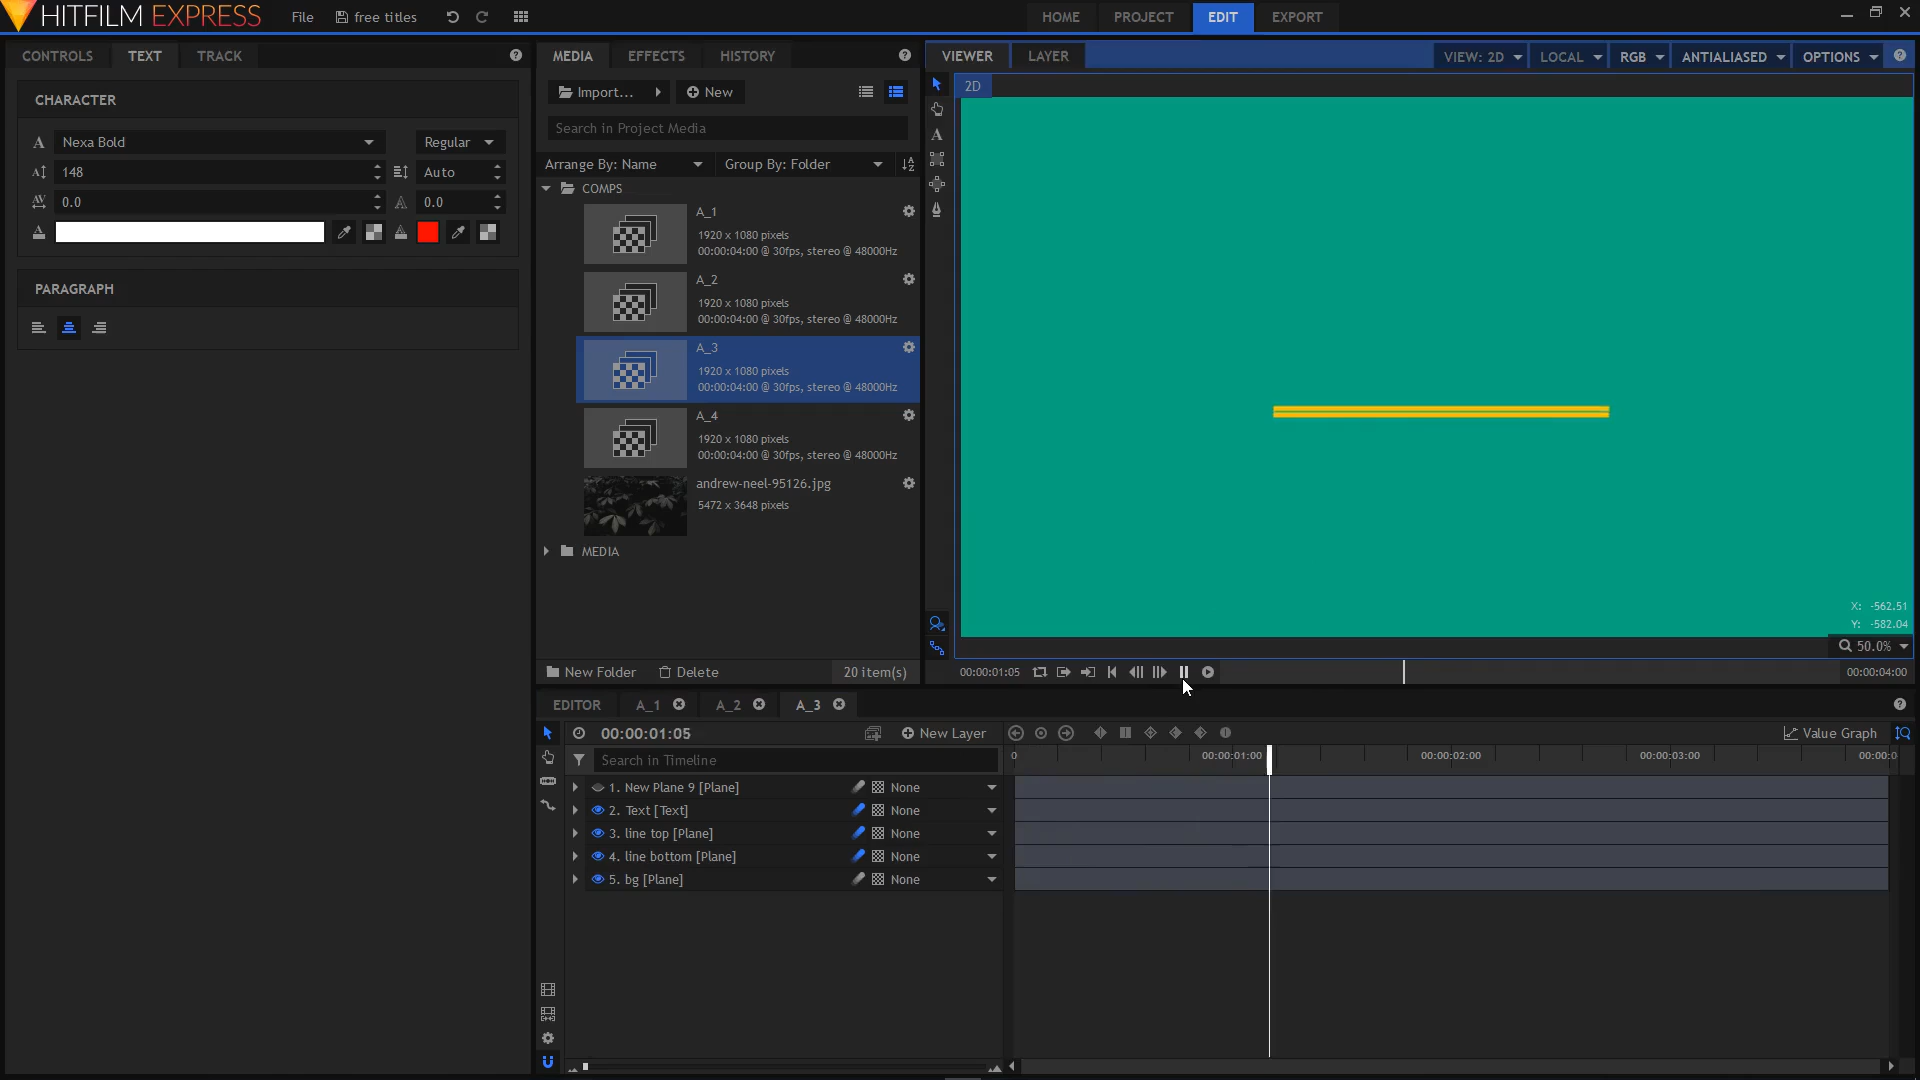 HITFILM EXPRESS
File
free titles
HOME
PROJECT
EDIT
EXPORT
CONTROLS
TEXT
TRACK
CHARACTER
Nexa Bold
Regular
148
Auto
0.0
0.0
PARAGRAPH
MEDIA
EFFECTS
HISTORY
Import...
New
Search in Project Media
Arrange By: Name
Group By: Folder
COMPS
A_1
1920 x 1080 pixels
00:00:04:00 @ 30fps, stereo @ 48000Hz
A_2
1920 x 1080 pixels
00:00:04:00 @ 30fps, stereo @ 48000Hz
A_3
1920 x 1080 pixels
00:00:04:00 @ 30fps, stereo @ 48000Hz
A_4
1920 x 1080 pixels
00:00:04:00 @ 30fps, stereo @ 48000Hz
andrew-neel-95126.jpg
5472 x 3648 pixels
MEDIA
New Folder
Delete
20 item(s)
VIEWER
LAYER
VIEW: 2D
LOCAL
RGB
ANTIALIASED
OPTIONS
2D
X: -562.51
Y: -582.04
50.0%
00:00:01:05
00:00:04:00
EDITOR
A_1
A_2
A_3
00:00:01:05
New Layer
Value Graph
Search in Timeline
0
00:00:01:00
00:00:02:00
00:00:03:00
00:00:0
1. New Plane 9 [Plane]
None
2. Text [Text]
None
3. line top [Plane]
None
4. line bottom [Plane]
None
5. bg [Plane]
None